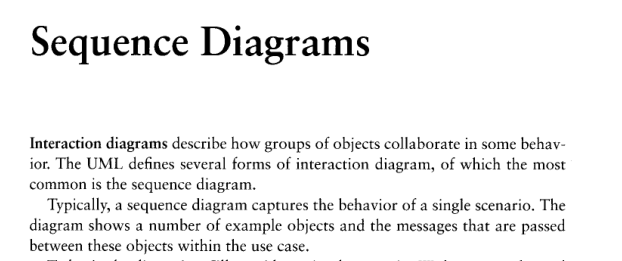 Sequence Diagrams
Interaction diagrams describe how groups of objects collaborate in some behav-
ior. The UML defines several forms of interaction diagram, of which the most
common is the sequence diagram.
Typically, a sequence diagram captures the behavior of a single scenario. The
diagram shows a number of example objects and the messages that are passed
between these objects within the use case.